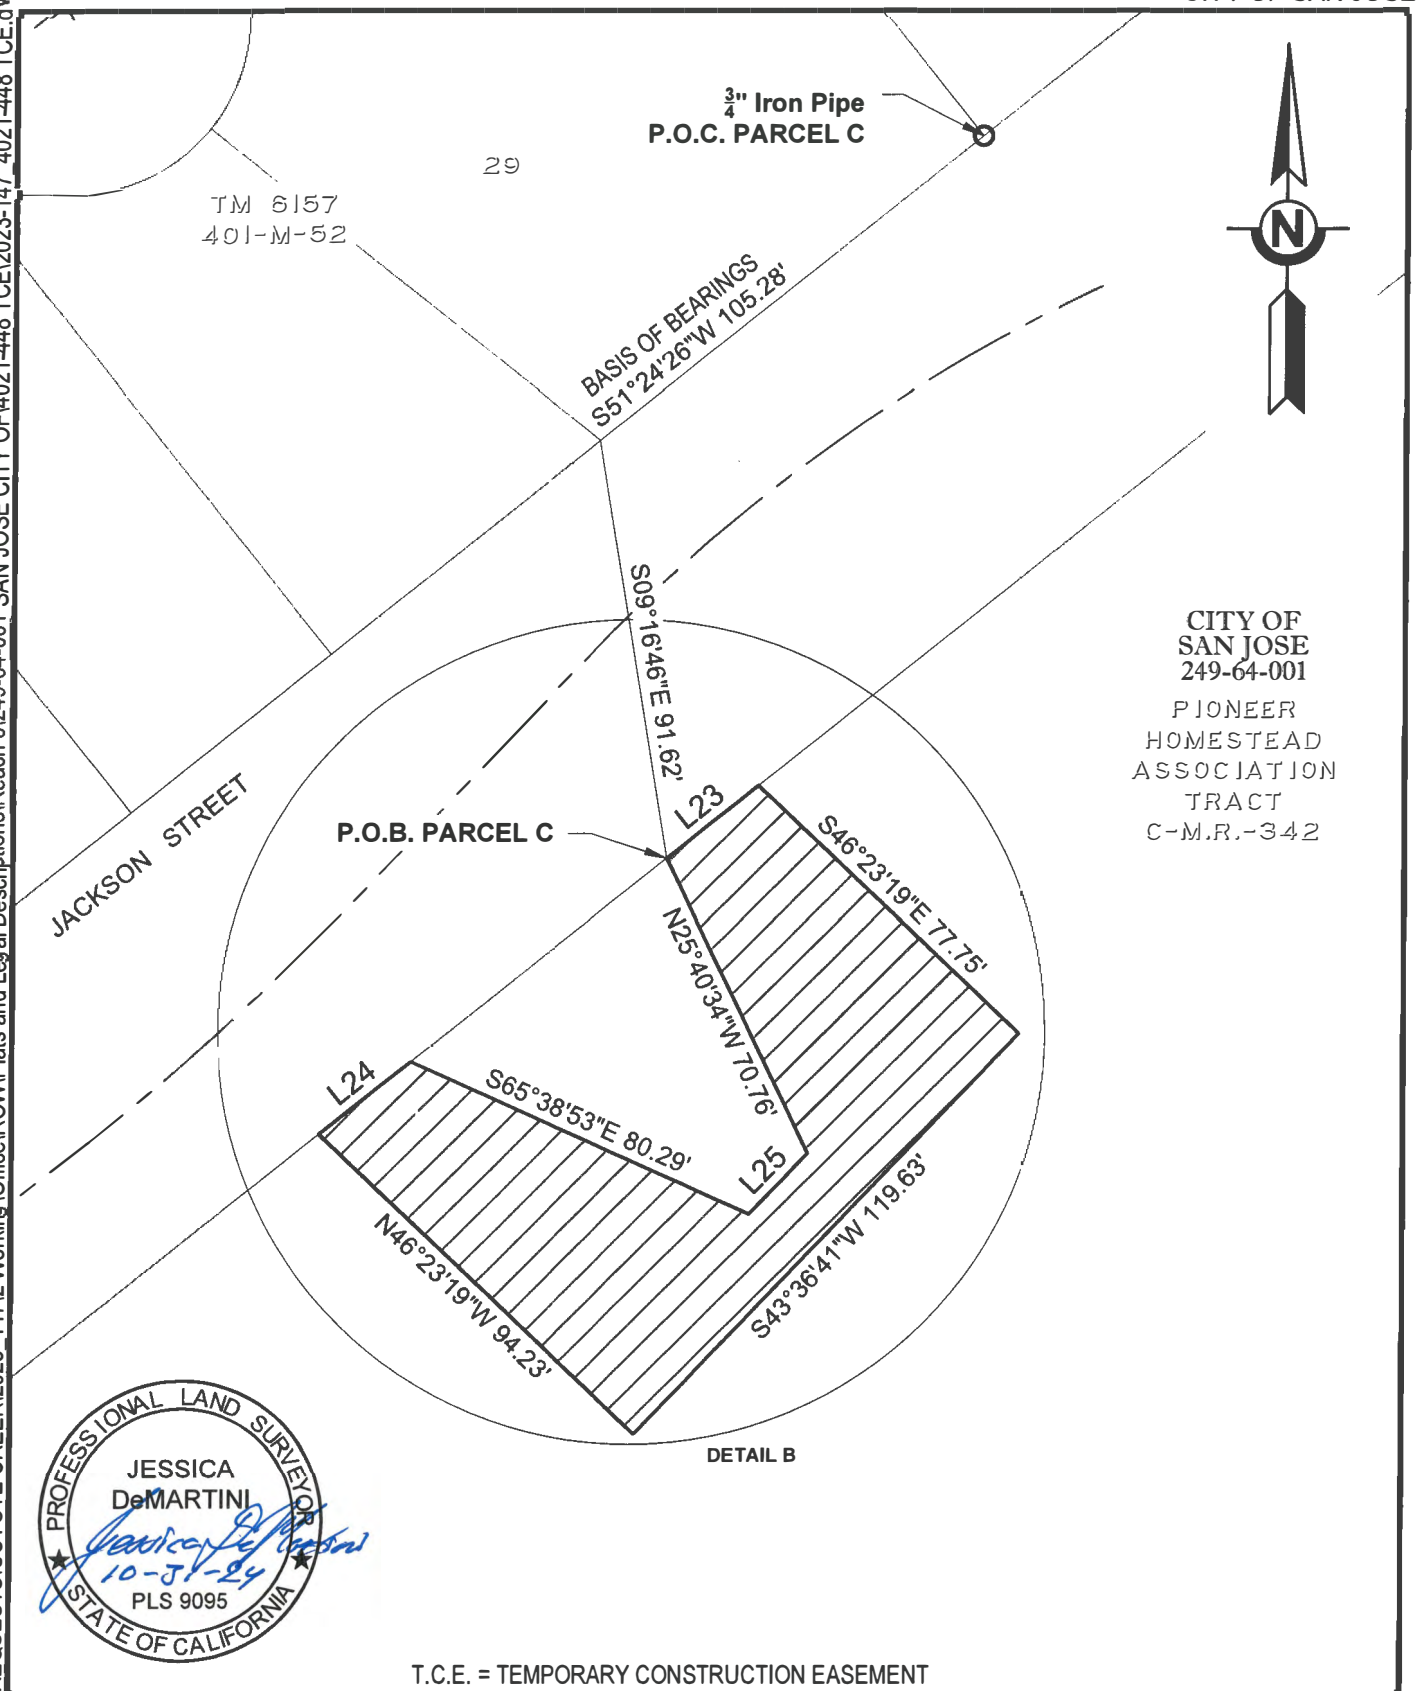 ¾" Iron Pipe
P.O.C. PARCEL C
29
TM 6157
401-M-52
N
BASIS OF BEARINGS
S51°24'26"W 105.28'
S09°16'46"E 91.62'
CITY OF
SAN JOSE
249-64-001
PIONEER
HOMESTEAD
ASSOCIATION
TRACT
C-M.R.-342
JACKSON STREET
P.O.B. PARCEL C
L23
S46°23'19"E 77.75'
N25°40'34"W 70.76'
L24
S65°38'53"E 80.29'
L25
S43°36'41"W 119.63'
N46°23'19"W 94.23'
DETAIL B
PROFESSIONAL LAND SURVEYOR
JESSICA
DeMARTINI
10-31-24
PLS 9095
STATE OF CALIFORNIA
T.C.E. = TEMPORARY CONSTRUCTION EASEMENT